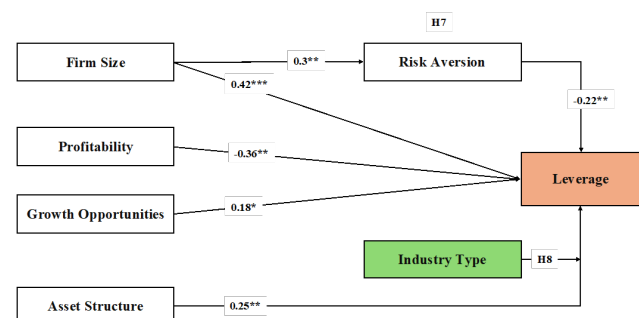 H7
Firm Size
0.3**
Risk Aversion
0.42***
-0.22**
Profitability
-0.36**
Leverage
Growth Opportunities
0.18*
Industry Type
H8
Asset Structure
0.25**